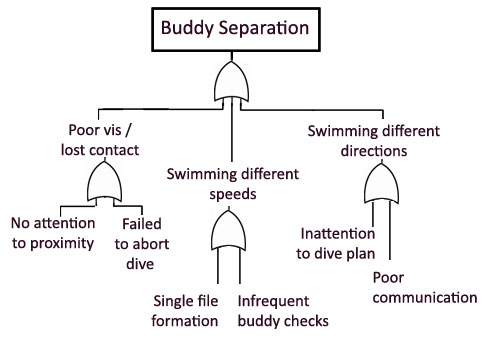 Buddy Separation
Poor vis /
lost contact
Swimming different
directions
Swimming different
speeds
No attention
to proximity
Failed
to abort
dive
Inattention
to dive plan
Poor
communication
Single file
formation
Infrequent
buddy checks